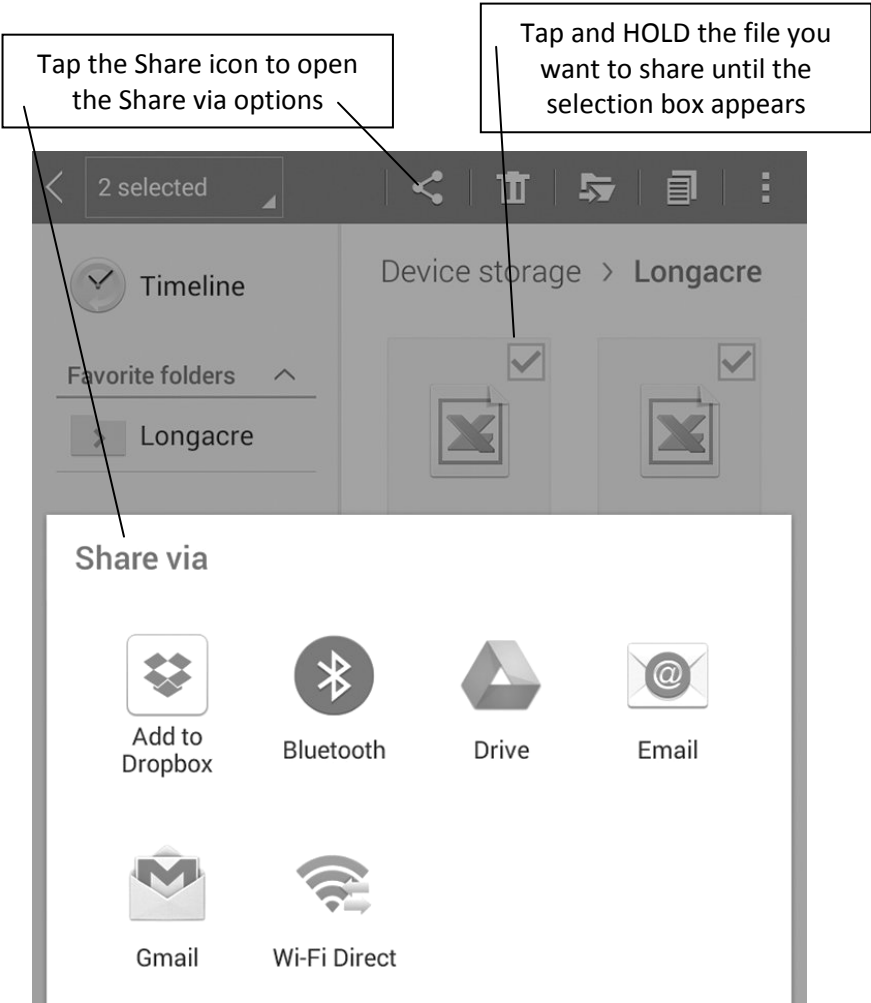 Tap the Share icon to open
the Share via options
Tap and HOLD the file you
want to share until the
selection box appears
2 selected
Timeline
Device storage > Longacre
Favorite folders
Longacre
Share via
Add to
Dropbox
Bluetooth
Drive
Email
Gmail
Wi-Fi Direct